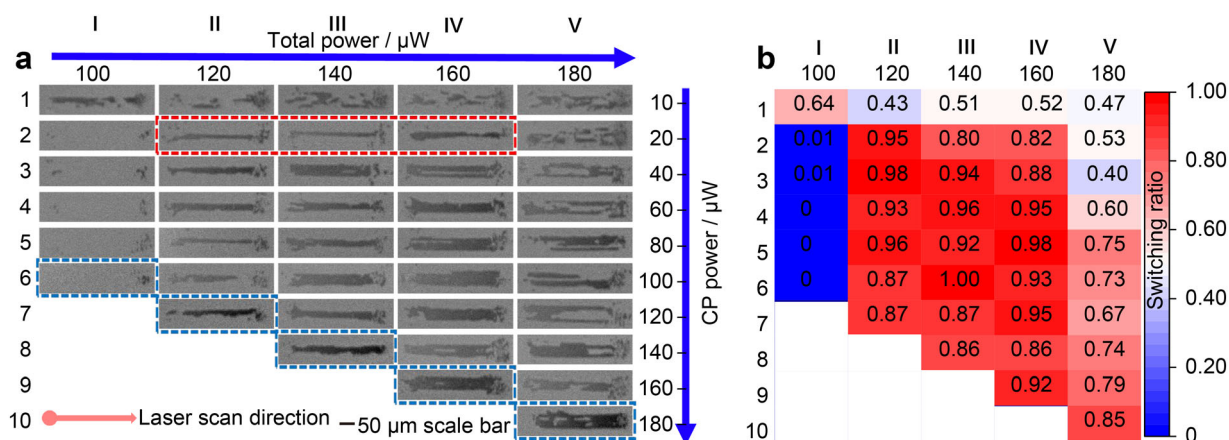 a
I II III IV V
Total power / μW
100 120 140 160 180
1 10
2 20
3 40
4 60
5 80
6 100
7 120
8 140
9 160
10 Laser scan direction 50 μm scale bar 180
CP power / μW
b
I II III IV V
100 120 140 160 180
1 0.64 0.43 0.51 0.52 0.47
2 0.01 0.95 0.80 0.82 0.53
3 0.01 0.98 0.94 0.88 0.40
4 0 0.93 0.96 0.95 0.60
5 0 0.96 0.92 0.98 0.75
6 0 0.87 1.00 0.93 0.73
7 0.87 0.87 0.95 0.67
8 0.86 0.86 0.74
9 0.92 0.79
10 0.85
1.00
0.80
0.60
0.40
0.20
0
Switching ratio